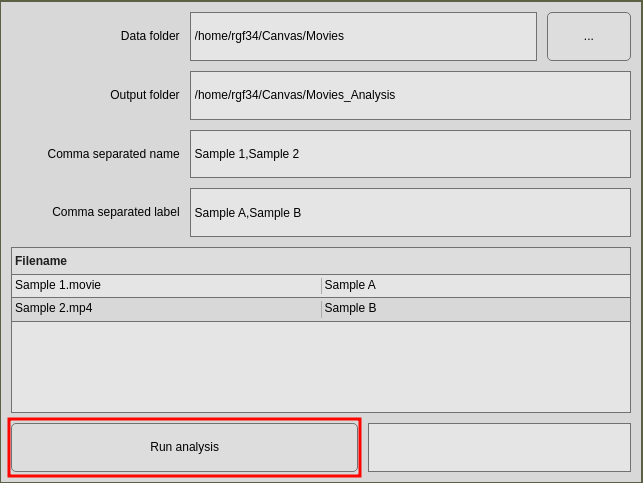 Data folder /home/rgf34/Canvas/Movies ...
Output folder /home/rgf34/Canvas/Movies_Analysis
Comma separated name Sample 1,Sample 2
Comma separated label Sample A,Sample B
Filename
Sample 1.movie Sample A
Sample 2.mp4 Sample B
Run analysis